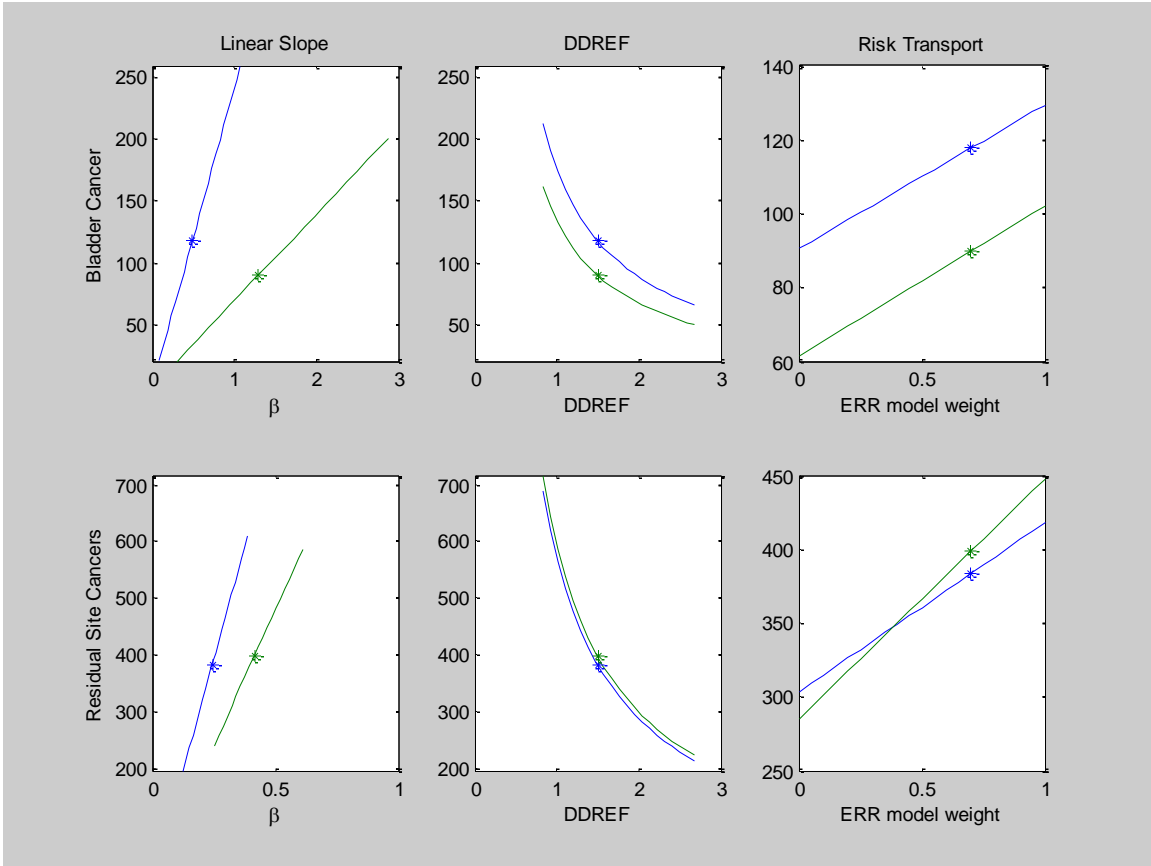 Linear Slope
DDREF
Risk Transport
Bladder Cancer
250
200
150
100
50
0 1 2 3
β
250
200
150
100
50
0 1 2 3
DDREF
140
120
100
80
60
0 0.5 1
ERR model weight
Residual Site Cancers
700
600
500
400
300
200
0 0.5 1
β
700
600
500
400
300
200
0 1 2 3
DDREF
450
400
350
300
250
0 0.5 1
ERR model weight